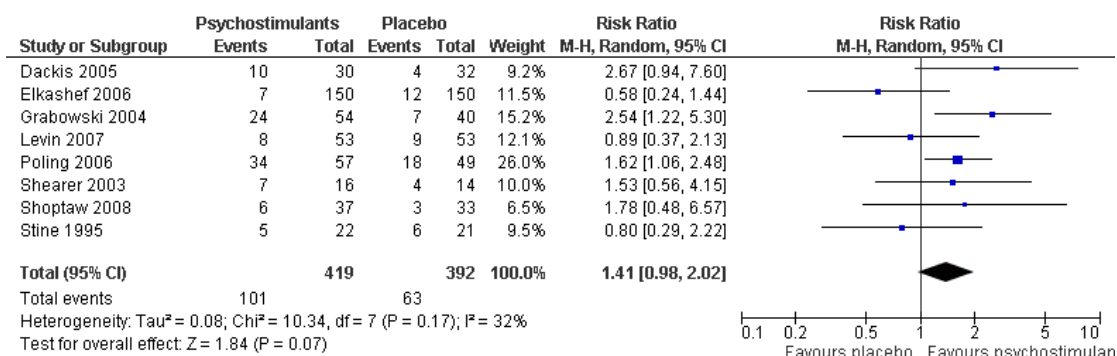 Psychostimulants Placebo Risk Ratio Risk Ratio
Study or Subgroup Events Total Events Total Weight M-H, Random, 95% CI M-H, Random, 95% CI
Dackis 2005 10 30 4 32 9.2% 2.67 [0.94, 7.60]
Elkashef 2006 7 150 12 150 11.5% 0.58 [0.24, 1.44]
Grabowski 2004 24 54 7 40 15.2% 2.54 [1.22, 5.30]
Levin 2007 8 53 9 53 12.1% 0.89 [0.37, 2.13]
Poling 2006 34 57 18 49 26.0% 1.62 [1.06, 2.48]
Shearer 2003 7 16 4 14 10.0% 1.53 [0.56, 4.15]
Shoptaw 2008 6 37 3 33 6.5% 1.78 [0.48, 6.57]
Stine 1995 5 22 6 21 9.5% 0.80 [0.29, 2.22]
Total (95% CI) 419 392 100.0% 1.41 [0.98, 2.02]
Total events 101 63
Heterogeneity: Tau² = 0.08; Chi² = 10.34, df = 7 (P = 0.17); I² = 32%
Test for overall effect: Z = 1.84 (P = 0.07)
0.1 0.2 0.5 1 2 5 10
Favours placebo Favours psychostimulan